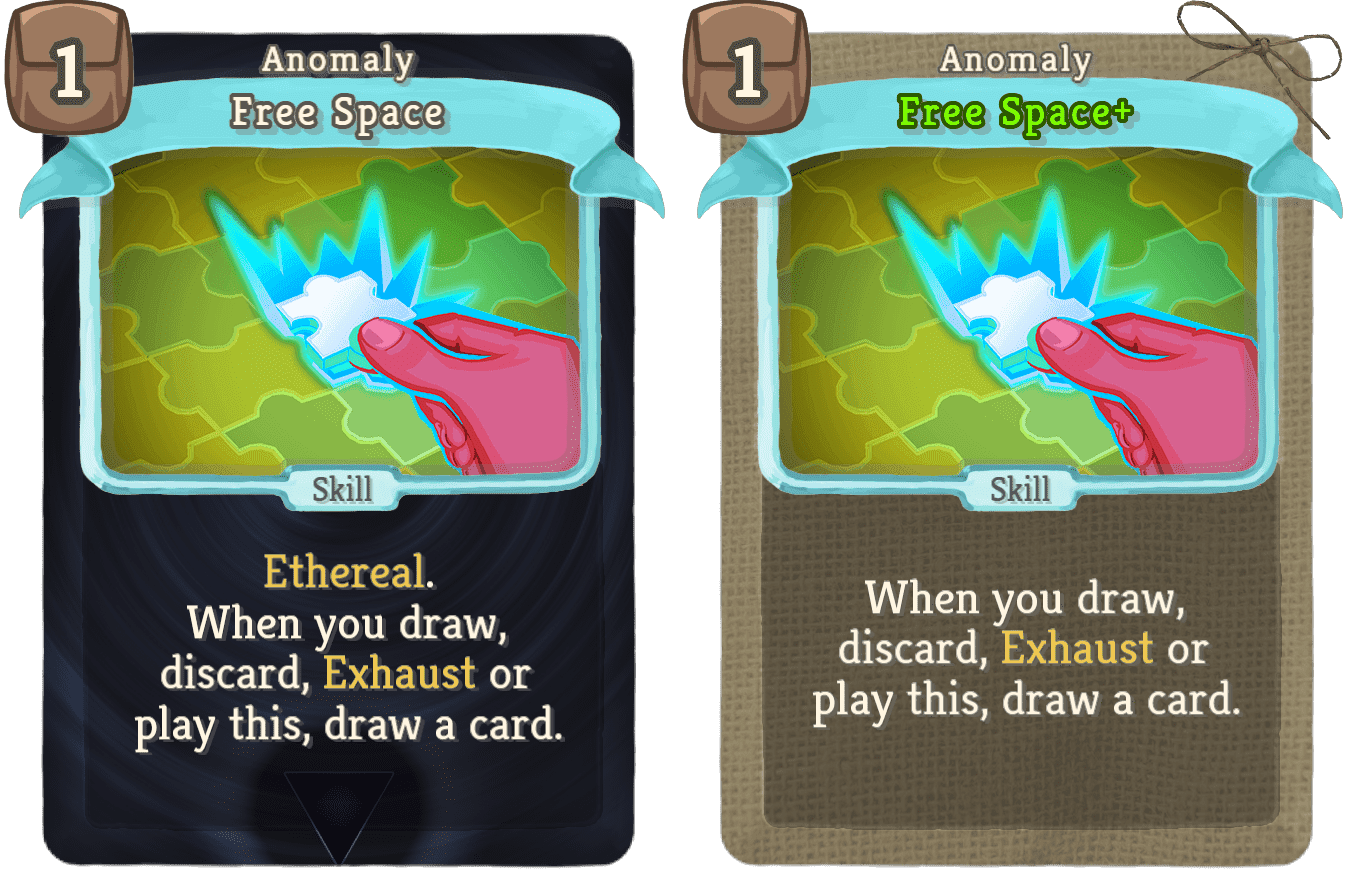 1
Anomaly
Free Space
Skill
Ethereal.
When you draw,
discard, Exhaust or
play this, draw a card.
1
Anomaly
Free Space+
Skill
When you draw,
discard, Exhaust or
play this, draw a card.